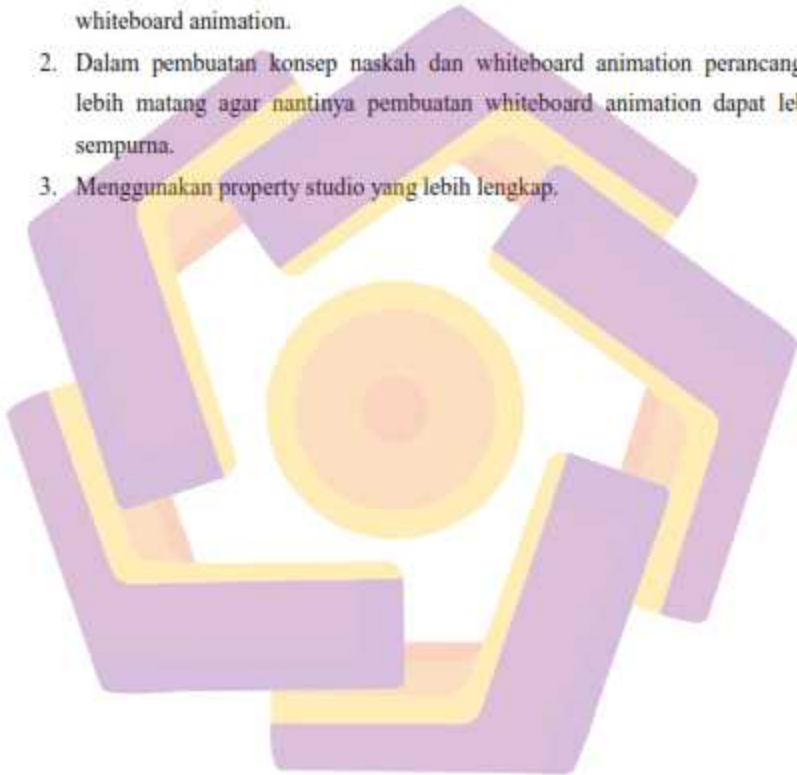 whiteboard animation.
2. Dalam pembuatan konsep naskah dan whiteboard animation perancang
lebih matang agar nantinya pembuatan whiteboard animation dapat le
sempurna.
3. Menggunakan property studio yang lebih lengkap.